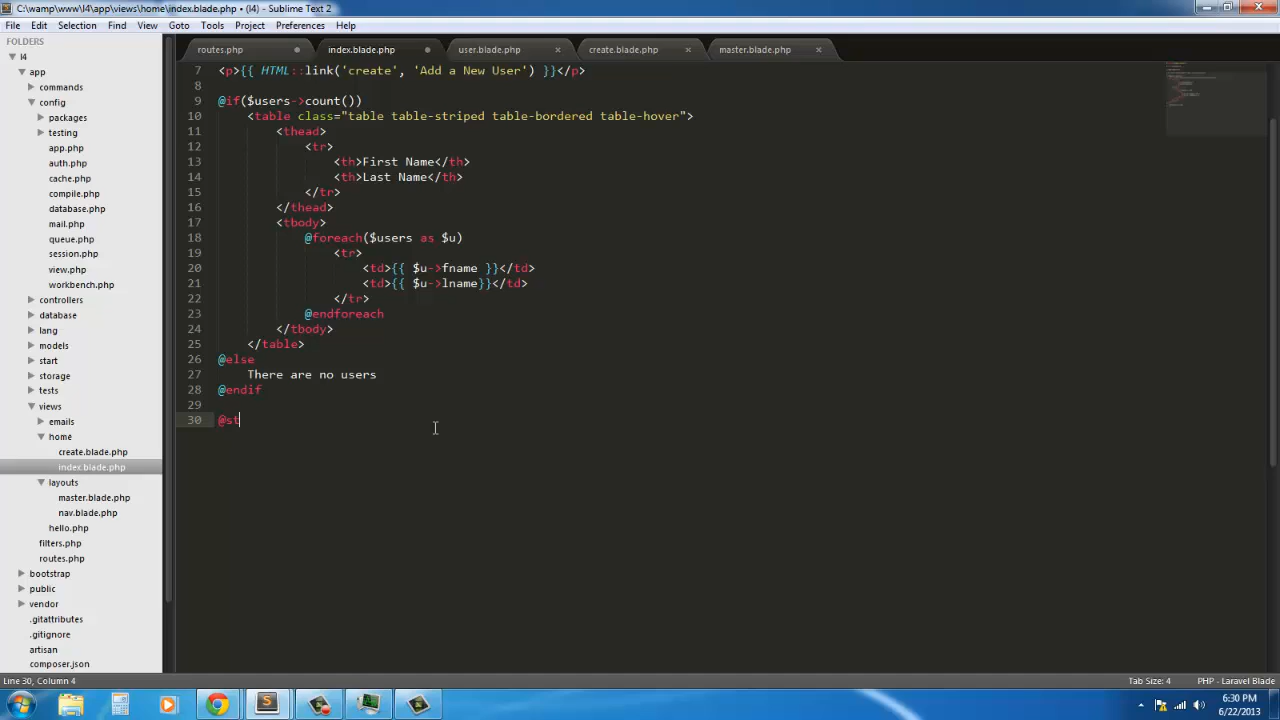 C:\wamp\www\l4\app\views\home\index.blade.php • (l4) - Sublime Text 2
File Edit Selection Find View Goto Tools Project Preferences Help
FOLDERS
l4
app
commands
config
packages
testing
app.php
auth.php
cache.php
compile.php
database.php
mail.php
queue.php
session.php
view.php
workbench.php
controllers
database
lang
models
start
storage
tests
views
emails
home
create.blade.php
index.blade.php
layouts
master.blade.php
nav.blade.php
hello.php
filters.php
routes.php
bootstrap
public
vendor
.gitattributes
.gitignore
artisan
composer.json
routes.php index.blade.php user.blade.php create.blade.php master.blade.php
7 <p>{{ HTML::link('create', 'Add a New User') }}</p>
8
9 @if($users->count())
10 <table class="table table-striped table-bordered table-hover">
11 <thead>
12 <tr>
13 <th>First Name</th>
14 <th>Last Name</th>
15 </tr>
16 </thead>
17 <tbody>
18 @foreach($users as $u)
19 <tr>
20 <td>{{ $u->fname }}</td>
21 <td>{{ $u->lname}}</td>
22 </tr>
23 @endforeach
24 </tbody>
25 </table>
26 @else
27 There are no users
28 @endif
29
30 @st
Line 30, Column 4 Tab Size: 4 PHP - Laravel Blade
6:30 PM
6/22/2013